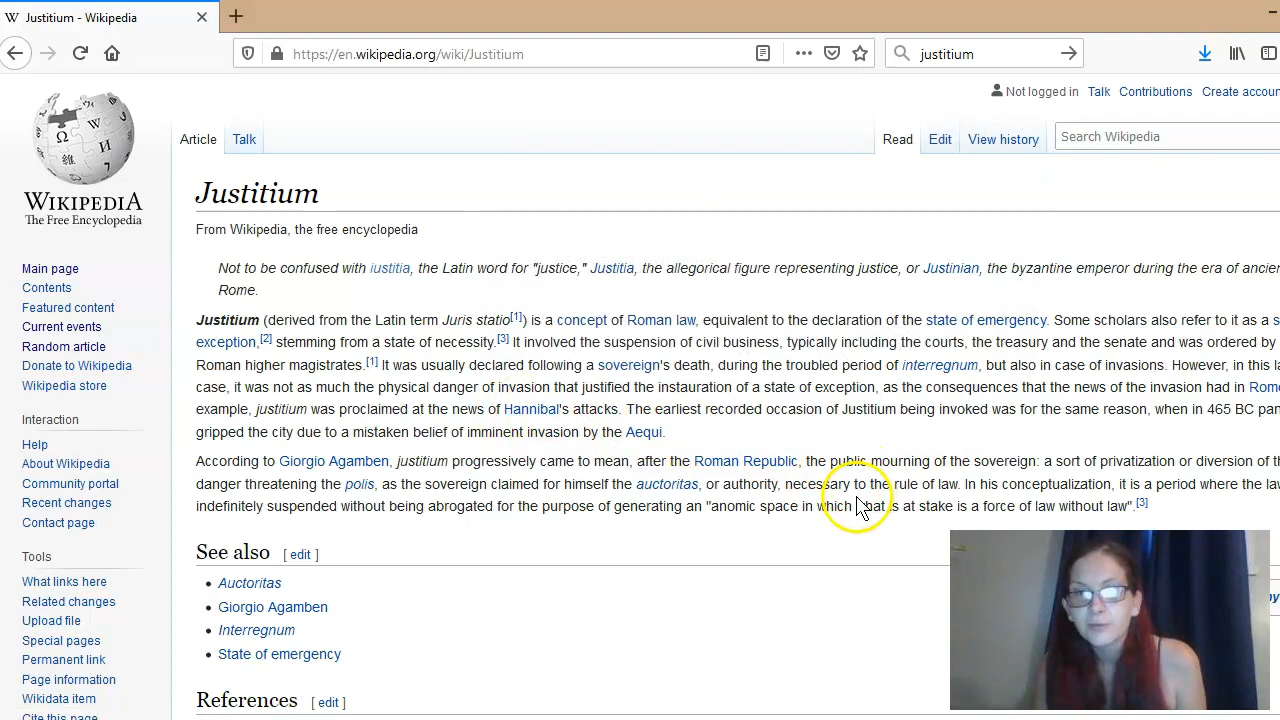 Justitium - Wikipedia
https://en.wikipedia.org/wiki/Justitium
justitium
Not logged in Talk Contributions Create accoun
Article Talk Read Edit View history Search Wikipedia
WIKIPEDIA
The Free Encyclopedia
Main page
Contents
Featured content
Current events
Random article
Donate to Wikipedia
Wikipedia store
Interaction
Help
About Wikipedia
Community portal
Recent changes
Contact page
Tools
What links here
Related changes
Upload file
Special pages
Permanent link
Page information
Wikidata item
Cite this page
Justitium
From Wikipedia, the free encyclopedia
Not to be confused with iustitia, the Latin word for "justice," Justitia, the allegorical figure representing justice, or Justinian, the byzantine emperor during the era of ancien
Rome.
Justitium (derived from the Latin term Juris statio[1]) is a concept of Roman law, equivalent to the declaration of the state of emergency. Some scholars also refer to it as a s
exception,[2] stemming from a state of necessity.[3] It involved the suspension of civil business, typically including the courts, the treasury and the senate and was ordered by
Roman higher magistrates.[1] It was usually declared following a sovereign's death, during the troubled period of interregnum, but also in case of invasions. However, in this la
case, it was not as much the physical danger of invasion that justified the instauration of a state of exception, as the consequences that the news of the invasion had in Rome
example, justitium was proclaimed at the news of Hannibal's attacks. The earliest recorded occasion of Justitium being invoked was for the same reason, when in 465 BC pan
gripped the city due to a mistaken belief of imminent invasion by the Aequi.
According to Giorgio Agamben, justitium progressively came to mean, after the Roman Republic, the public mourning of the sovereign: a sort of privatization or diversion of th
danger threatening the polis, as the sovereign claimed for himself the auctoritas, or authority, necessary to the rule of law. In his conceptualization, it is a period where the law
indefinitely suspended without being abrogated for the purpose of generating an "anomic space in which what is at stake is a force of law without law".[3]
See also [ edit ]
Auctoritas
Giorgio Agamben
Interregnum
State of emergency
References [ edit ]